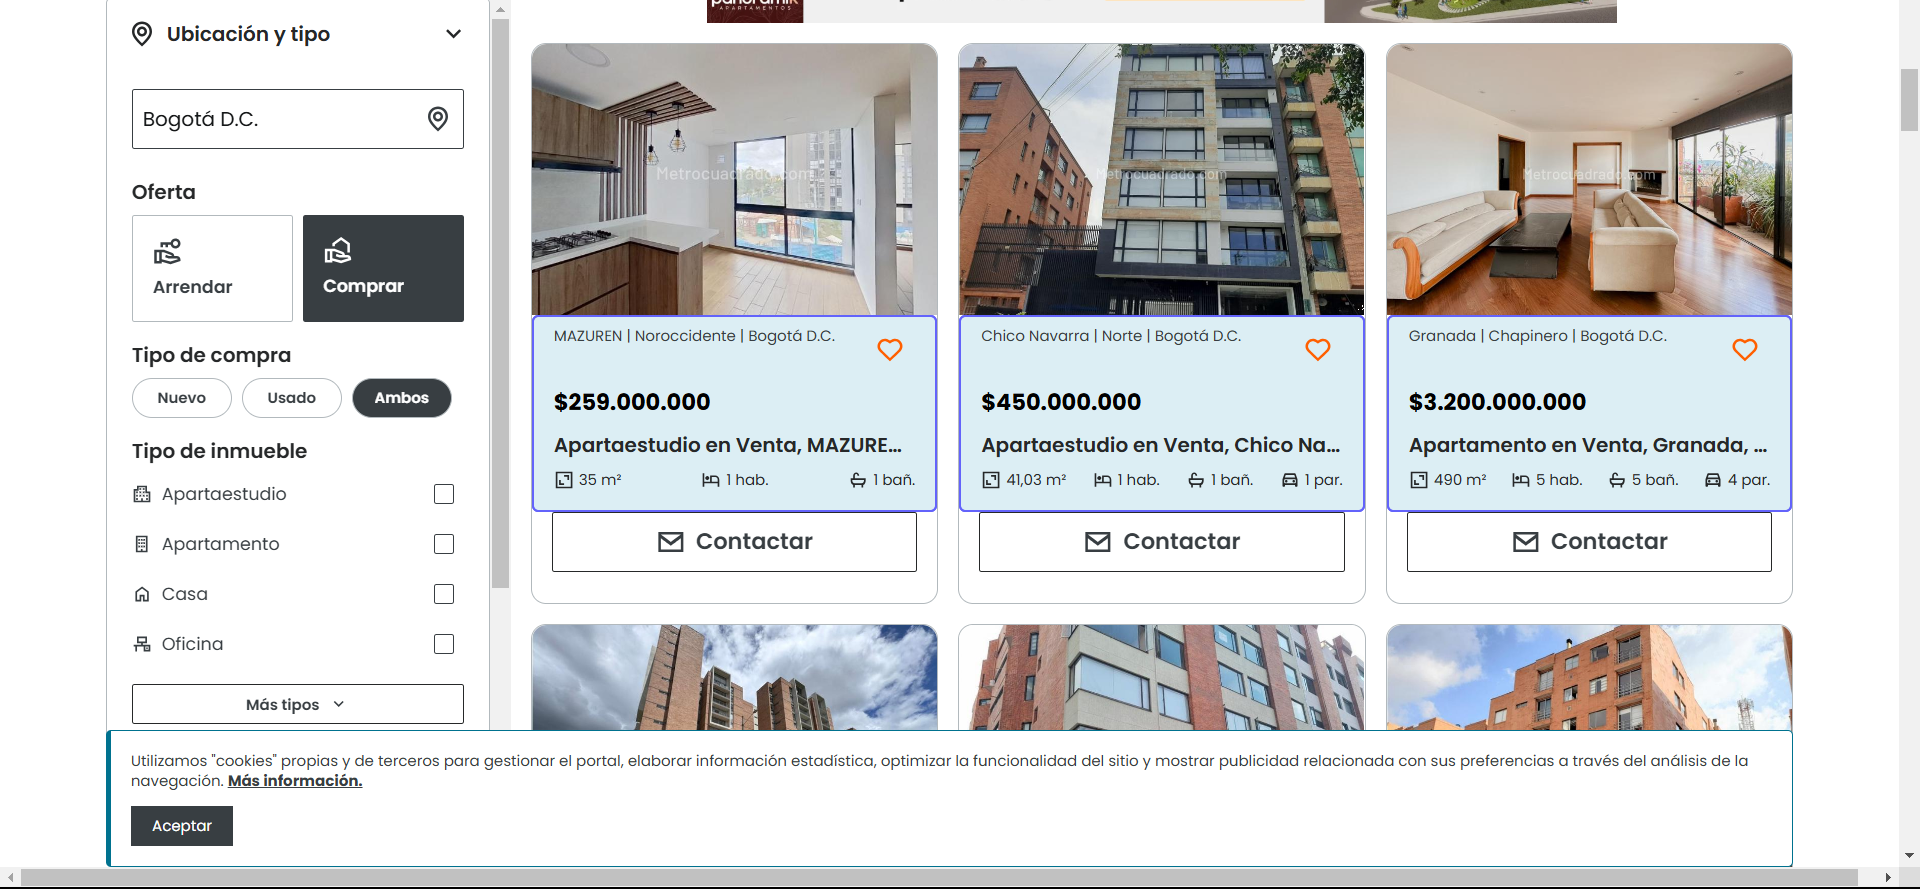 Ubicación y tipo
Bogotá D.C.
Oferta
Arrendar
Comprar
Tipo de compra
Nuevo
Usado
Ambos
Tipo de inmueble
Apartaestudio
Apartamento
Casa
Oficina
Más tipos
APARTAMENTOS
Metrocuadrado.com
MAZUREN | Noroccidente | Bogotá D.C.
$259.000.000
Apartaestudio en Venta, MAZURE...
35 m²
1 hab.
1 bañ.
Contactar
Metrocuadrado.com
Chico Navarra | Norte | Bogotá D.C.
$450.000.000
Apartaestudio en Venta, Chico Na...
41,03 m²
1 hab.
1 bañ.
1 par.
Contactar
Metrocuadrado.com
Granada | Chapinero | Bogotá D.C.
$3.200.000.000
Apartamento en Venta, Granada, ...
490 m²
5 hab.
5 bañ.
4 par.
Contactar
Utilizamos "cookies" propias y de terceros para gestionar el portal, elaborar información estadística, optimizar la funcionalidad del sitio y mostrar publicidad relacionada con sus preferencias a través del análisis de la
navegación. Más información.
Aceptar